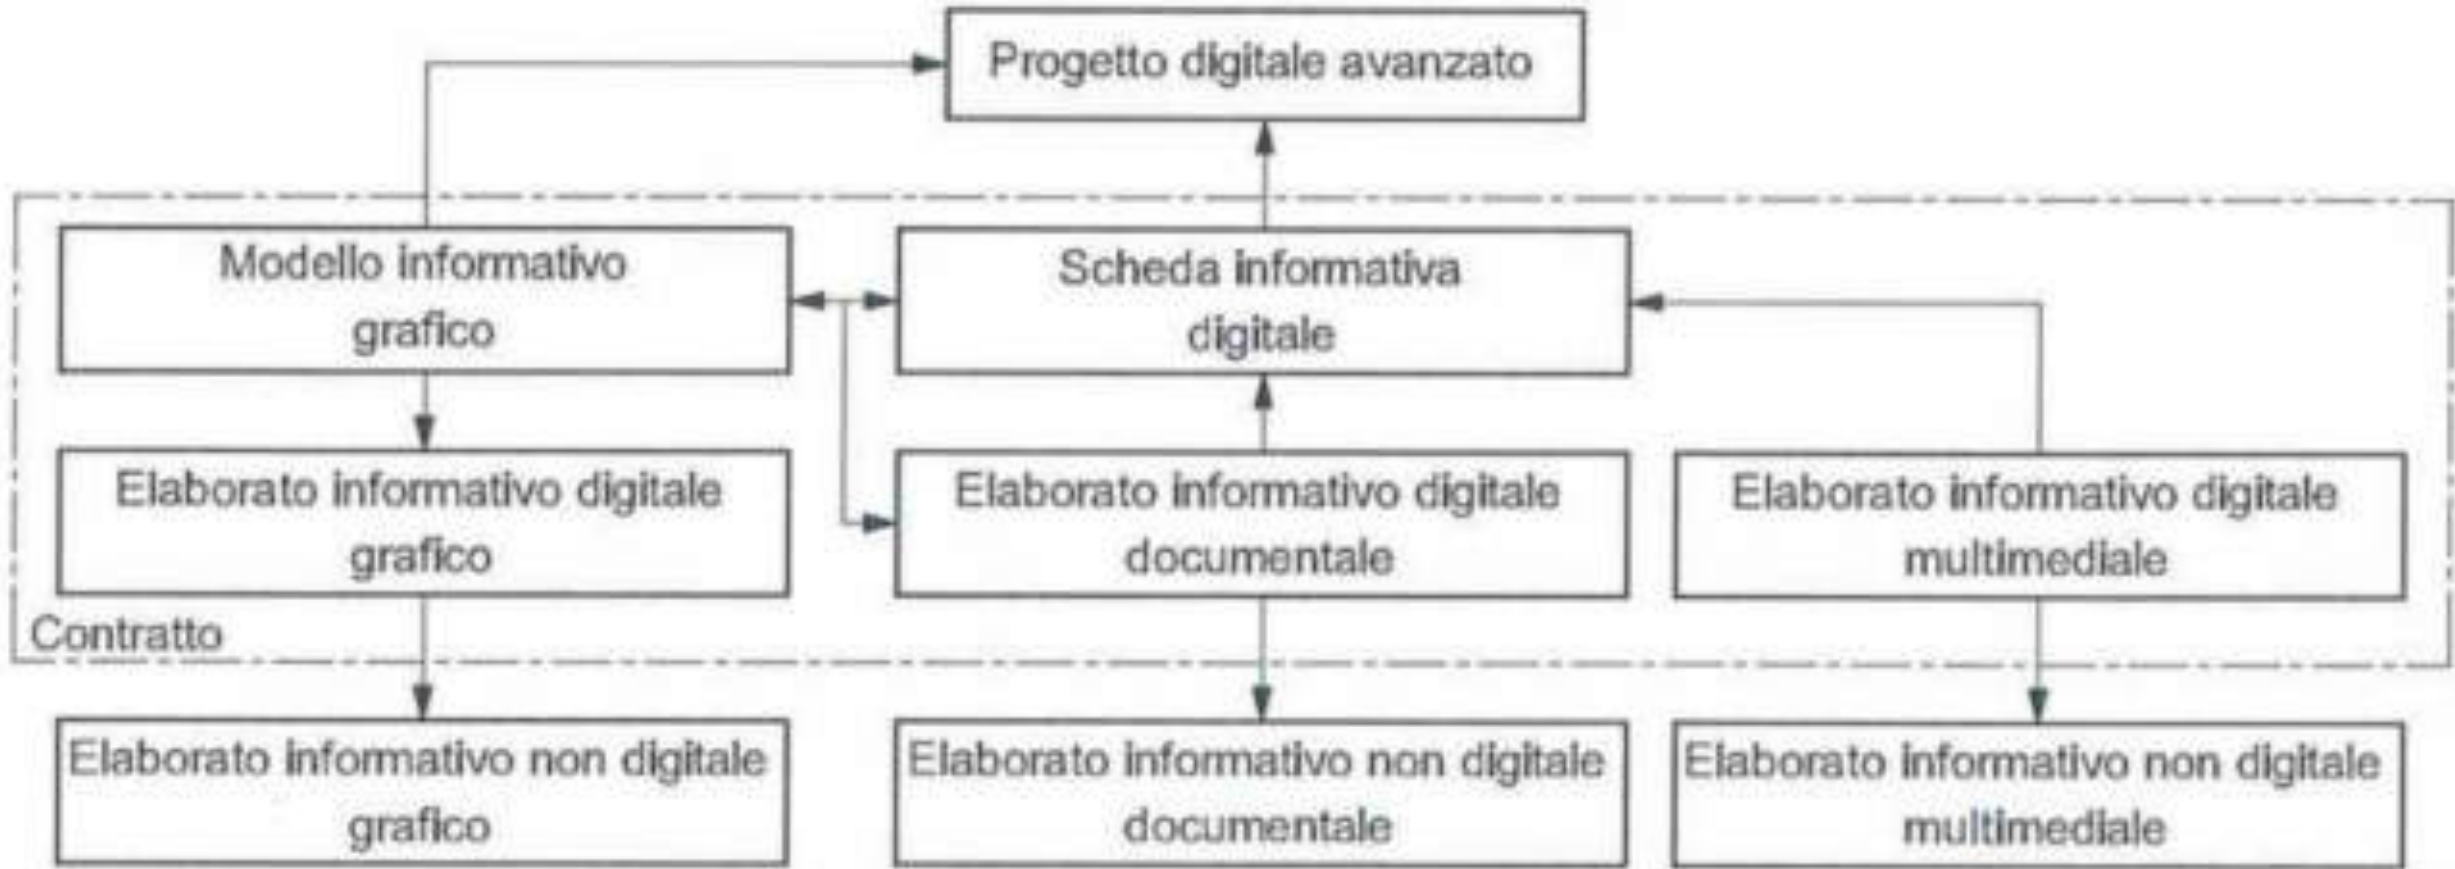 Progetto digitale avanzato
Modello informativo
grafico
Scheda informativa
digitale
Elaborato informativo digitale
grafico
Elaborato informativo digitale
documentale
Elaborato informativo digitale
multimediale
Contratto
Elaborato informativo non digitale
grafico
Elaborato informativo non digitale
documentale
Elaborato informativo non digitale
multimediale